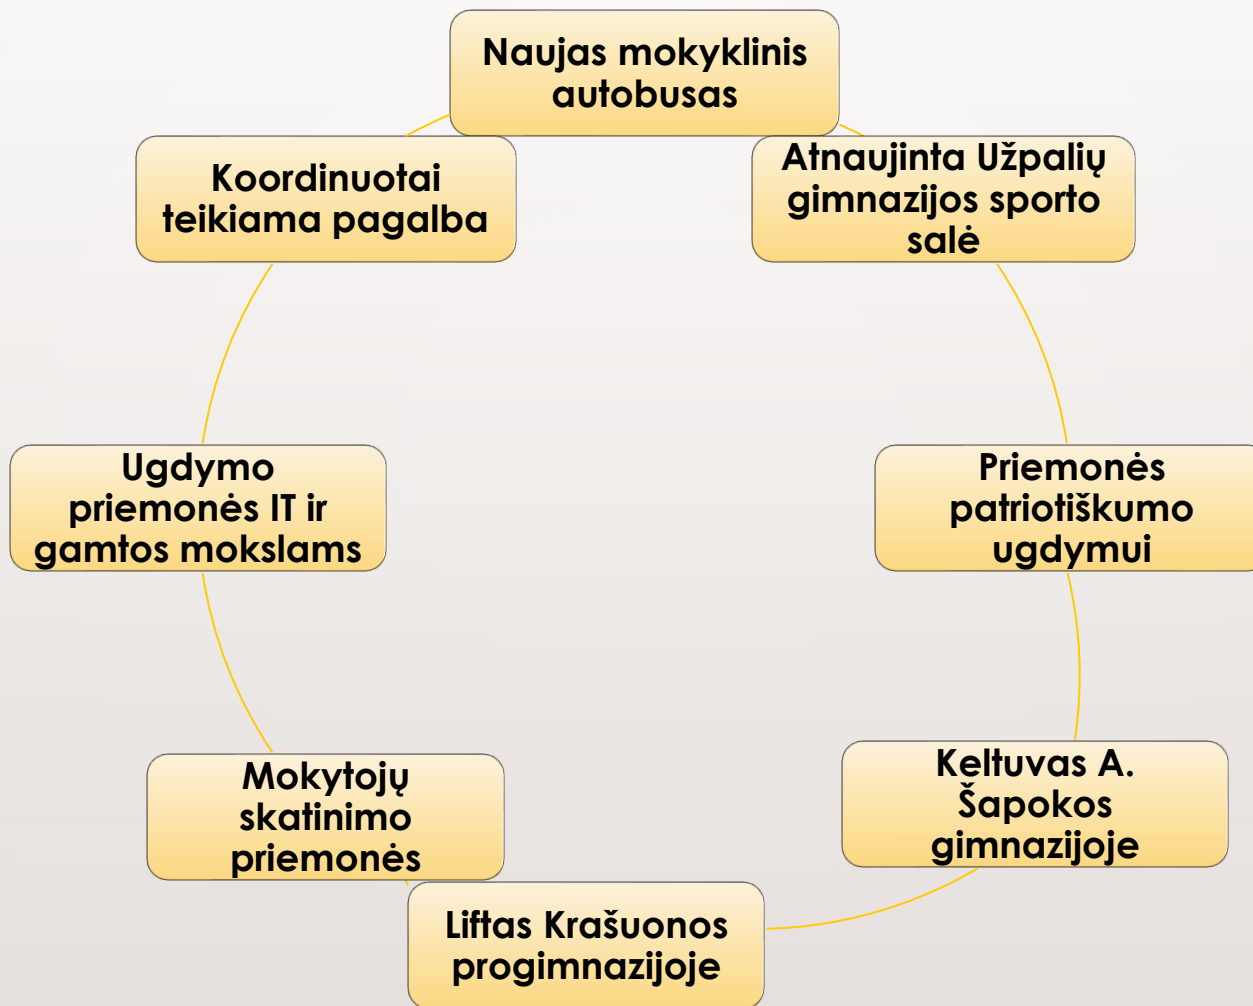 Naujas mokyklinis
autobusas
Atnaujinta Užpalių
gimnazijos sporto
salė
Priemonės
patriotiškumo
ugdymui
Keltuvas A.
Šapokos
gimnazijoje
Liftas Krašuonos
progimnazijoje
Mokytojų
skatinimo
priemonės
Ugdymo
priemonės IT ir
gamtos mokslams
Koordinuotai
teikiama pagalba